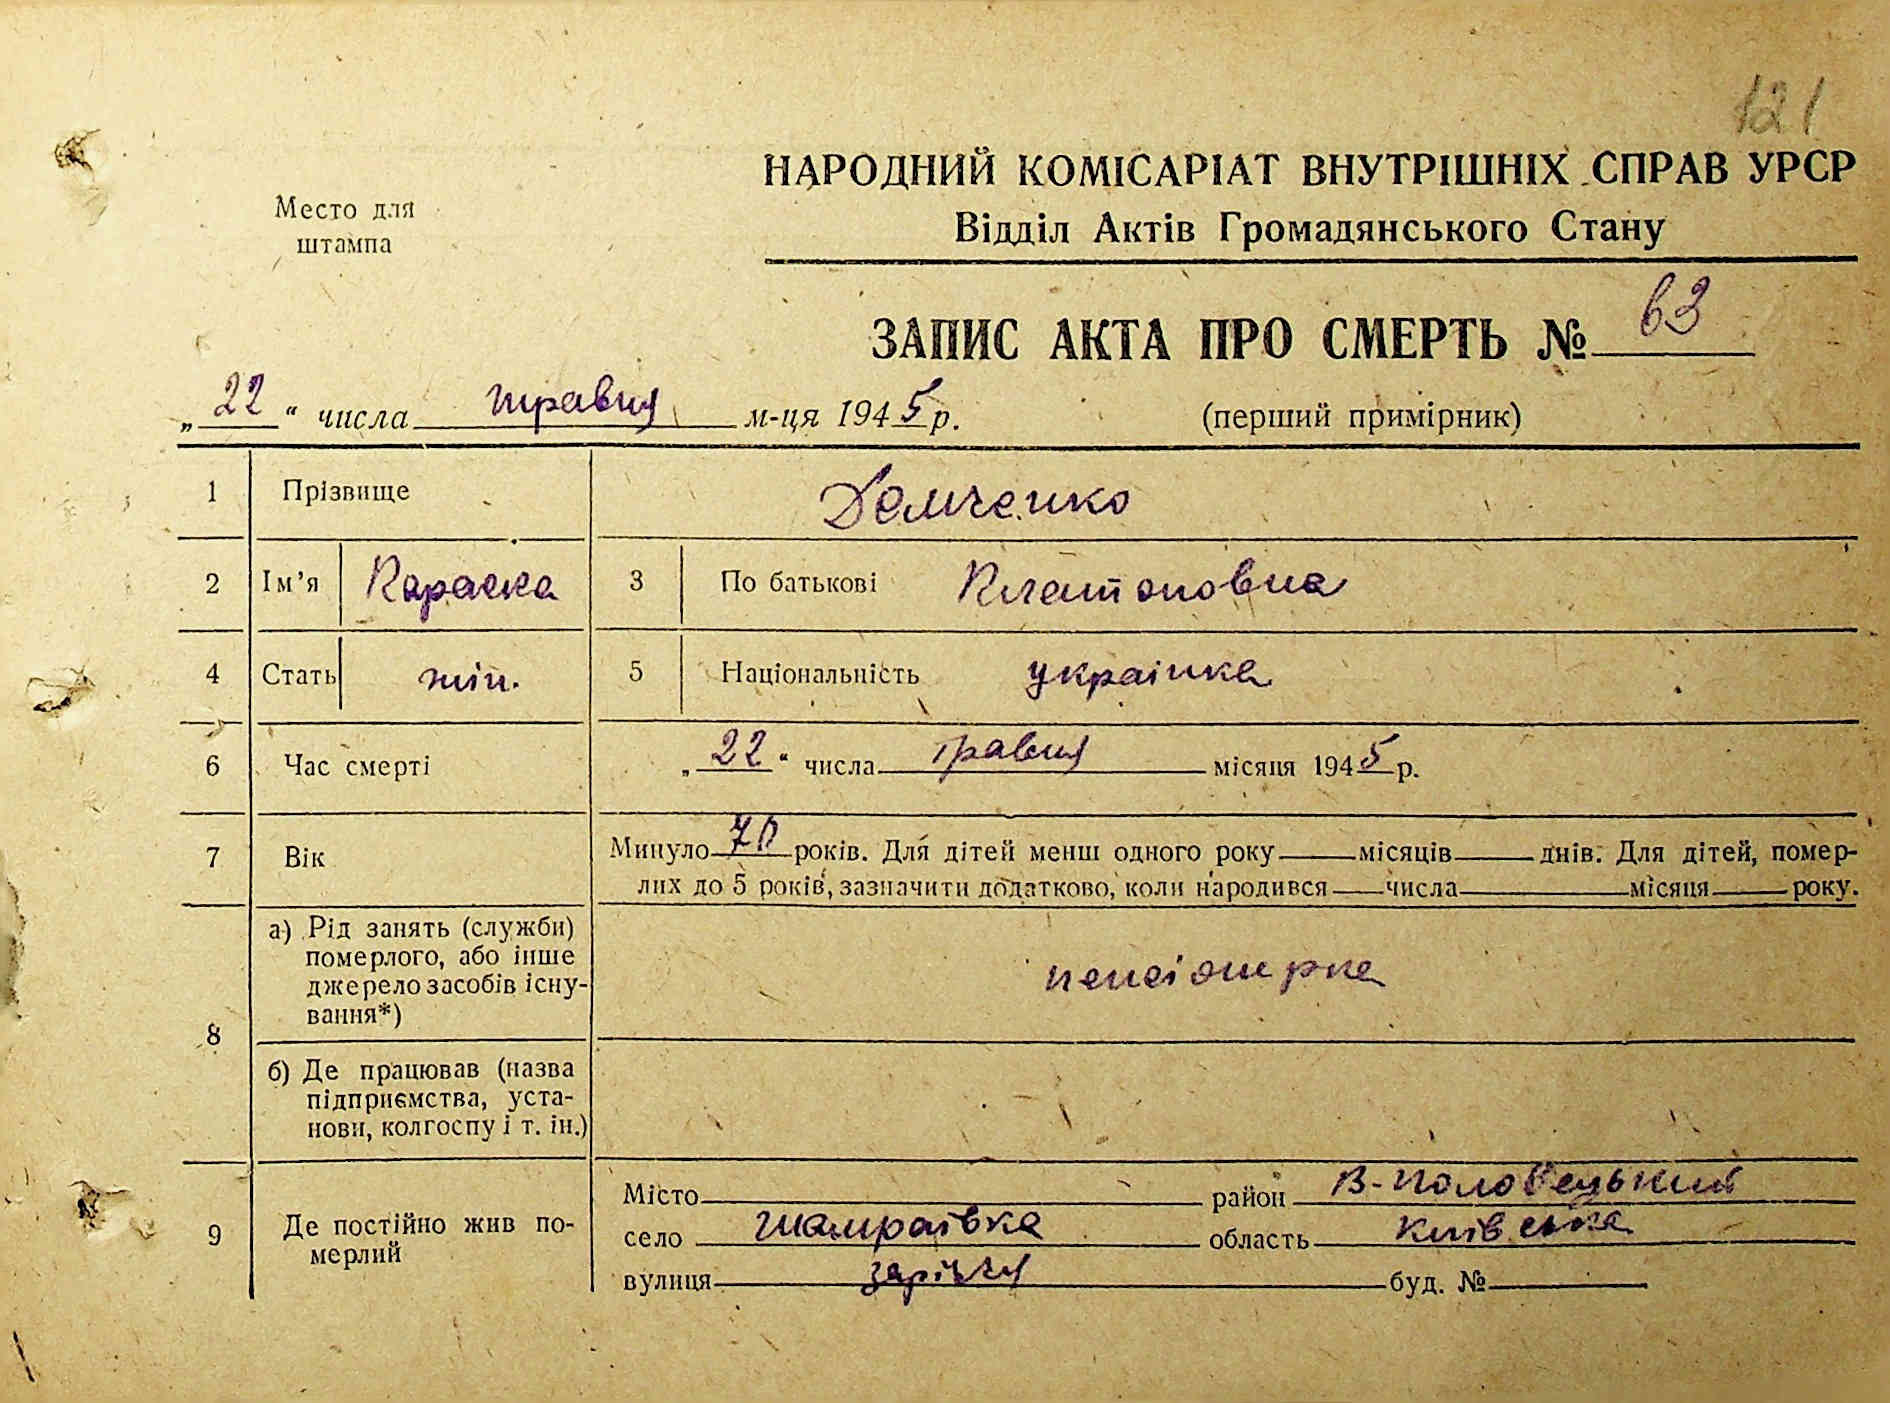 121
НАРОДНИЙ КОМІСАРІАТ ВНУТРІШНІХ СПРАВ УРСР
Відділ Актів Громадянського Стану
Место для
штампа
ЗАПИС АКТА ПРО СМЕРТЬ № 63
„22“ числа травня м-ця 1945 р.
(перший примірник)
1 Прізвище Демченко
2 Ім’я Параска 3 По батькові Платоновна
4 Стать жін. 5 Національність українка
6 Час смерті „22“ числа травня місяця 1945 р.
7 Вік Минуло 70 років. Для дітей менш одного року — місяців — днів. Для дітей, помер-
лих до 5 років, зазначити додатково, коли народився — числа — місяця — року.
8 а) Рід занять (служби)
померлого, або інше
джерело засобів існу-
вання*)
пенсіонерка
б) Де працював (назва
підприємства, уста-
нови, колгоспу і т. ін.)
9 Де постійно жив по-
мерлий
Місто район В-Половецький
село Шамраївка область Київська
вулиця зарічня буд. №